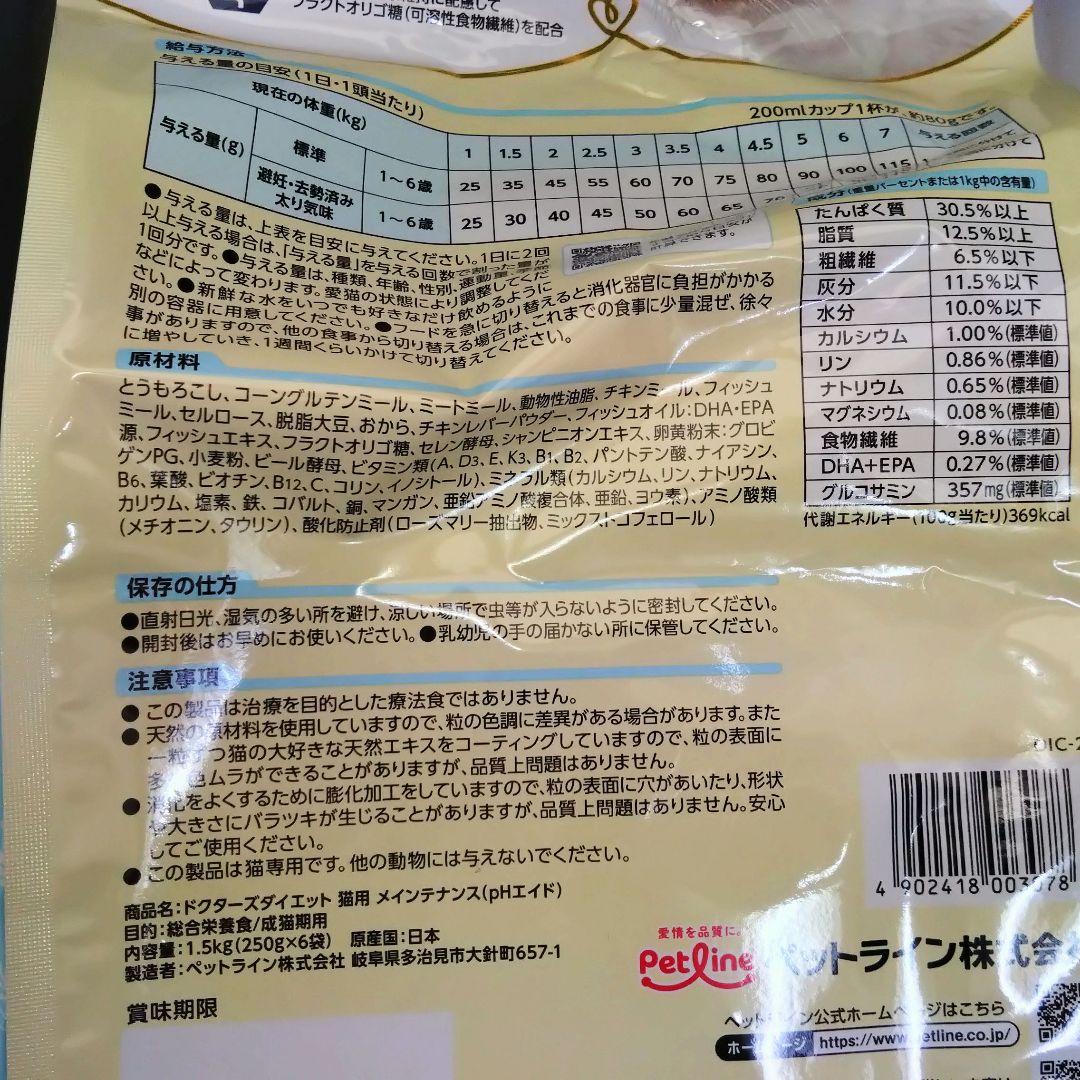 フラクトオリゴ糖(可溶性食物繊維)を配合
給与方法
与える量の目安(1日・1頭当たり)
200mlカップ1杯が、約80gです。
現在の体重(kg) 1 1.5 2 2.5 3 3.5 4 4.5 5 6 7 与える回数
与える量(g) 標準 1~6歳 25 35 45 55 60 70 75 80 90 100 115
避妊・去勢済み 太り気味 1~6歳 25 30 40 45 50 60 65
●与える量は、上表を目安に与えてください。1日に2回
以上与える場合は、「与える量」を与える回数で割った量が
1回分です。●与える量は、種類、年齢、性別、運動量、季節
などによって変わります。愛猫の状態により調整してくだ
さい。●新鮮な水をいつでも好きなだけ飲めるように
別の容器に用意してください。●フードを急に切り替えると消化器官に負担がかかる
事がありますので、他の食事から切り替える場合は、これまでの食事に少量混ぜ、徐々
に増やしていき、1週間くらいかけて切り替えてください。
計算できます。
成分(重量パーセントまたは1kg中の含有量)
たんぱく質 30.5%以上
脂質 12.5%以上
粗繊維 6.5%以下
灰分 11.5%以下
水分 10.0%以下
カルシウム 1.00%(標準値)
リン 0.86%(標準値)
ナトリウム 0.65%(標準値)
マグネシウム 0.08%(標準値)
食物繊維 9.8%(標準値)
DHA+EPA 0.27%(標準値)
グルコサミン 357mg(標準値)
代謝エネルギー(100g当たり)369kcal
原材料
とうもろこし、コーングルテンミール、ミートミール、動物性油脂、チキンミール、フィッシュ
ミール、セルロース、脱脂大豆、おから、チキンレバーパウダー、フィッシュオイル:DHA・EPA
源、フィッシュエキス、フラクトオリゴ糖、セレン酵母、シャンピニオンエキス、卵黄粉末:グロビ
ゲンPG、小麦粉、ビール酵母、ビタミン類(A、D3、E、K3、B1、B2、パントテン酸、ナイアシン、
B6、葉酸、ビオチン、B12、C、コリン、イノシトール)、ミネラル類(カルシウム、リン、ナトリウム、
カリウム、塩素、鉄、コバルト、銅、マンガン、亜鉛アミノ酸複合体、亜鉛、ヨウ素)、アミノ酸類
(メチオニン、タウリン)、酸化防止剤(ローズマリー抽出物、ミックストコフェロール)
保存の仕方
●直射日光、湿気の多い所を避け、涼しい場所で虫等が入らないように密封してください。
●開封後はお早めにお使いください。●乳幼児の手の届かない所に保管してください。
注意事項
●この製品は治療を目的とした療法食ではありません。
●天然の原材料を使用していますので、粒の色調に差異がある場合があります。また
一粒ずつ猫の大好きな天然エキスをコーティングしていますので、粒の表面に
多少色ムラができることがありますが、品質上問題はありません。
●消化をよくするために膨化加工をしていますので、粒の表面に穴があいたり、形状
や大きさにバラツキが生じることがありますが、品質上問題はありません。安心
してご使用ください。
●この製品は猫専用です。他の動物には与えないでください。
商品名:ドクターズダイエット 猫用 メインテナンス(pHエイド)
目的:総合栄養食/成猫期用
内容量:1.5kg(250g×6袋) 原産国:日本
製造者:ペットライン株式会社 岐阜県多治見市大針町657-1
賞味期限
DIC-2
4 902418 003078
愛情を品質に。
Petline
ペットライン株式会
ペットライン公式ホームページはこちら
ホームページ https://www.petline.co.jp/